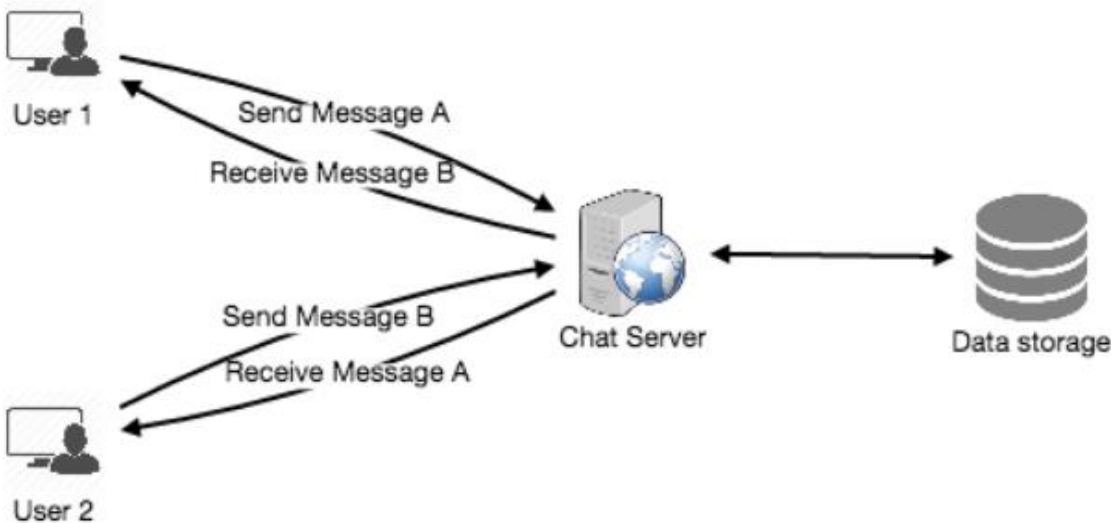 User 1
Send Message A
Receive Message B
Chat Server
Data storage
Send Message B
Receive Message A
User 2